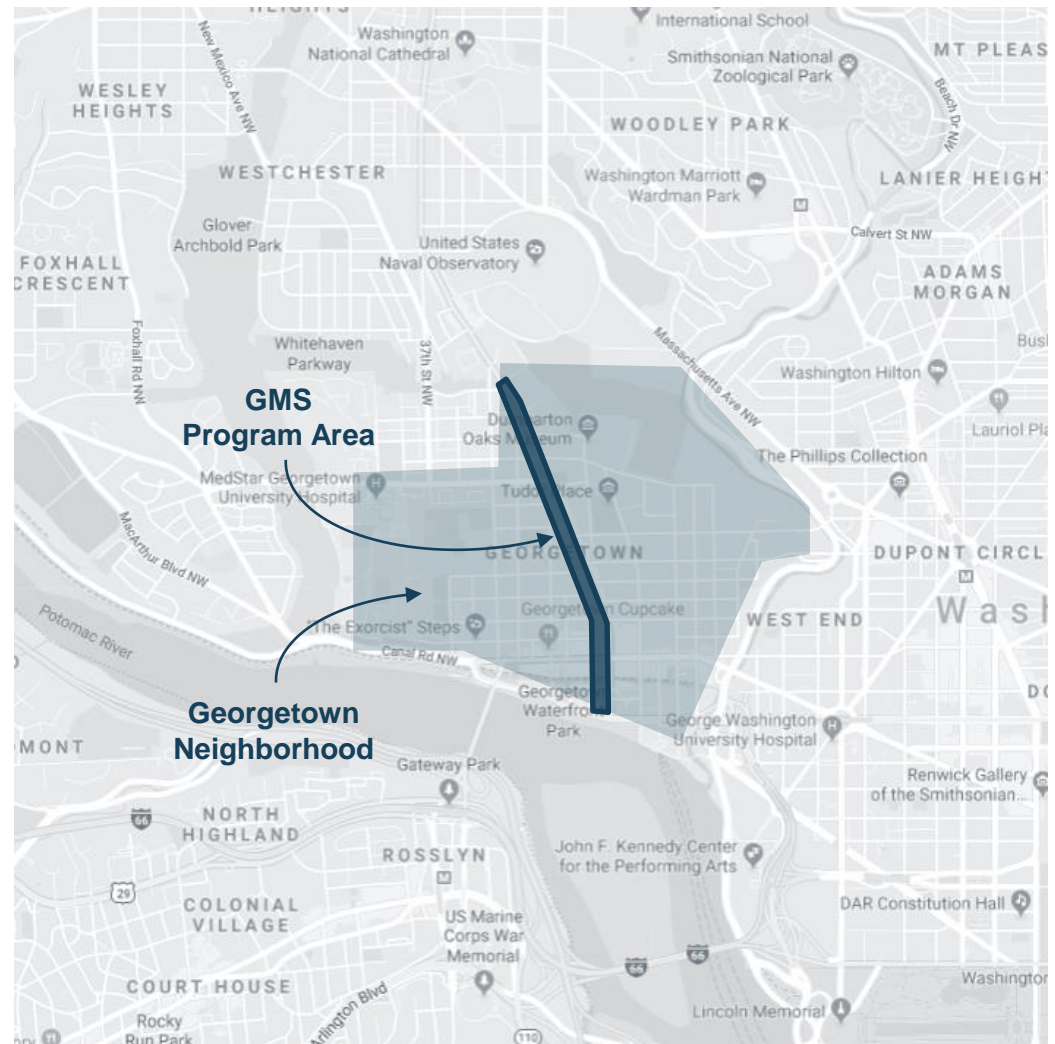 HEIGHTS
International School
Washington
National Cathedral
Smithsonian National
Zoological Park
MT PLEAS
New Mexico Ave NW
Beach Dr NW
WESLEY
HEIGHTS
WOODLEY PARK
WESTCHESTER
Washington Marriott
Wardman Park
LANIER HEIGHT
M
Glover
Archbold Park
United States
Naval Observatory
Calvert St NW
FOXHALL
CRESCENT
ADAMS
MORGAN
Foxhall Rd NW
Whitehaven
Parkway
37th St NW
Massachusetts Ave NW
Bus
Washington Hilton
GMS
Program Area
Dumbarton
Oaks Museum
Lauriol Pla
The Phillips Collection
MedStar Georgetown
University Hospital
H
Tudor Place
MacArthur Blvd NW
GEORGETOWN
DUPONT CIRCL
M
Georgetown Cupcake
Wash
WEST END
"The Exorcist" Steps
Potomac River
Canal Rd NW
Georgetown
Waterfront
Park
Georgetown
Neighborhood
George Washington
University Hospital
H
DO
MONT
Gateway Park
Renwick Gallery
of the Smithsonian...
66
NORTH
HIGHLAND
ROSSLYN
M
John F. Kennedy Center
for the Performing Arts
29
COLONIAL
VILLAGE
US Marine
Corps War
Memorial
DAR Constitution Hall
66
66
COURT HOUSE
Arlington Blvd
Washington
Lincoln Memorial
Rocky
Run Park
110
ory